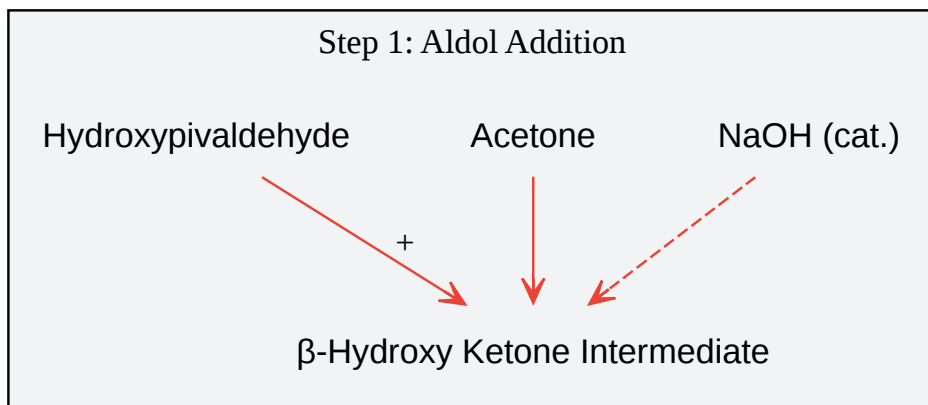 Step 1: Aldol Addition
Hydroxypivaldehyde Acetone NaOH (cat.)
+
β-Hydroxy Ketone Intermediate